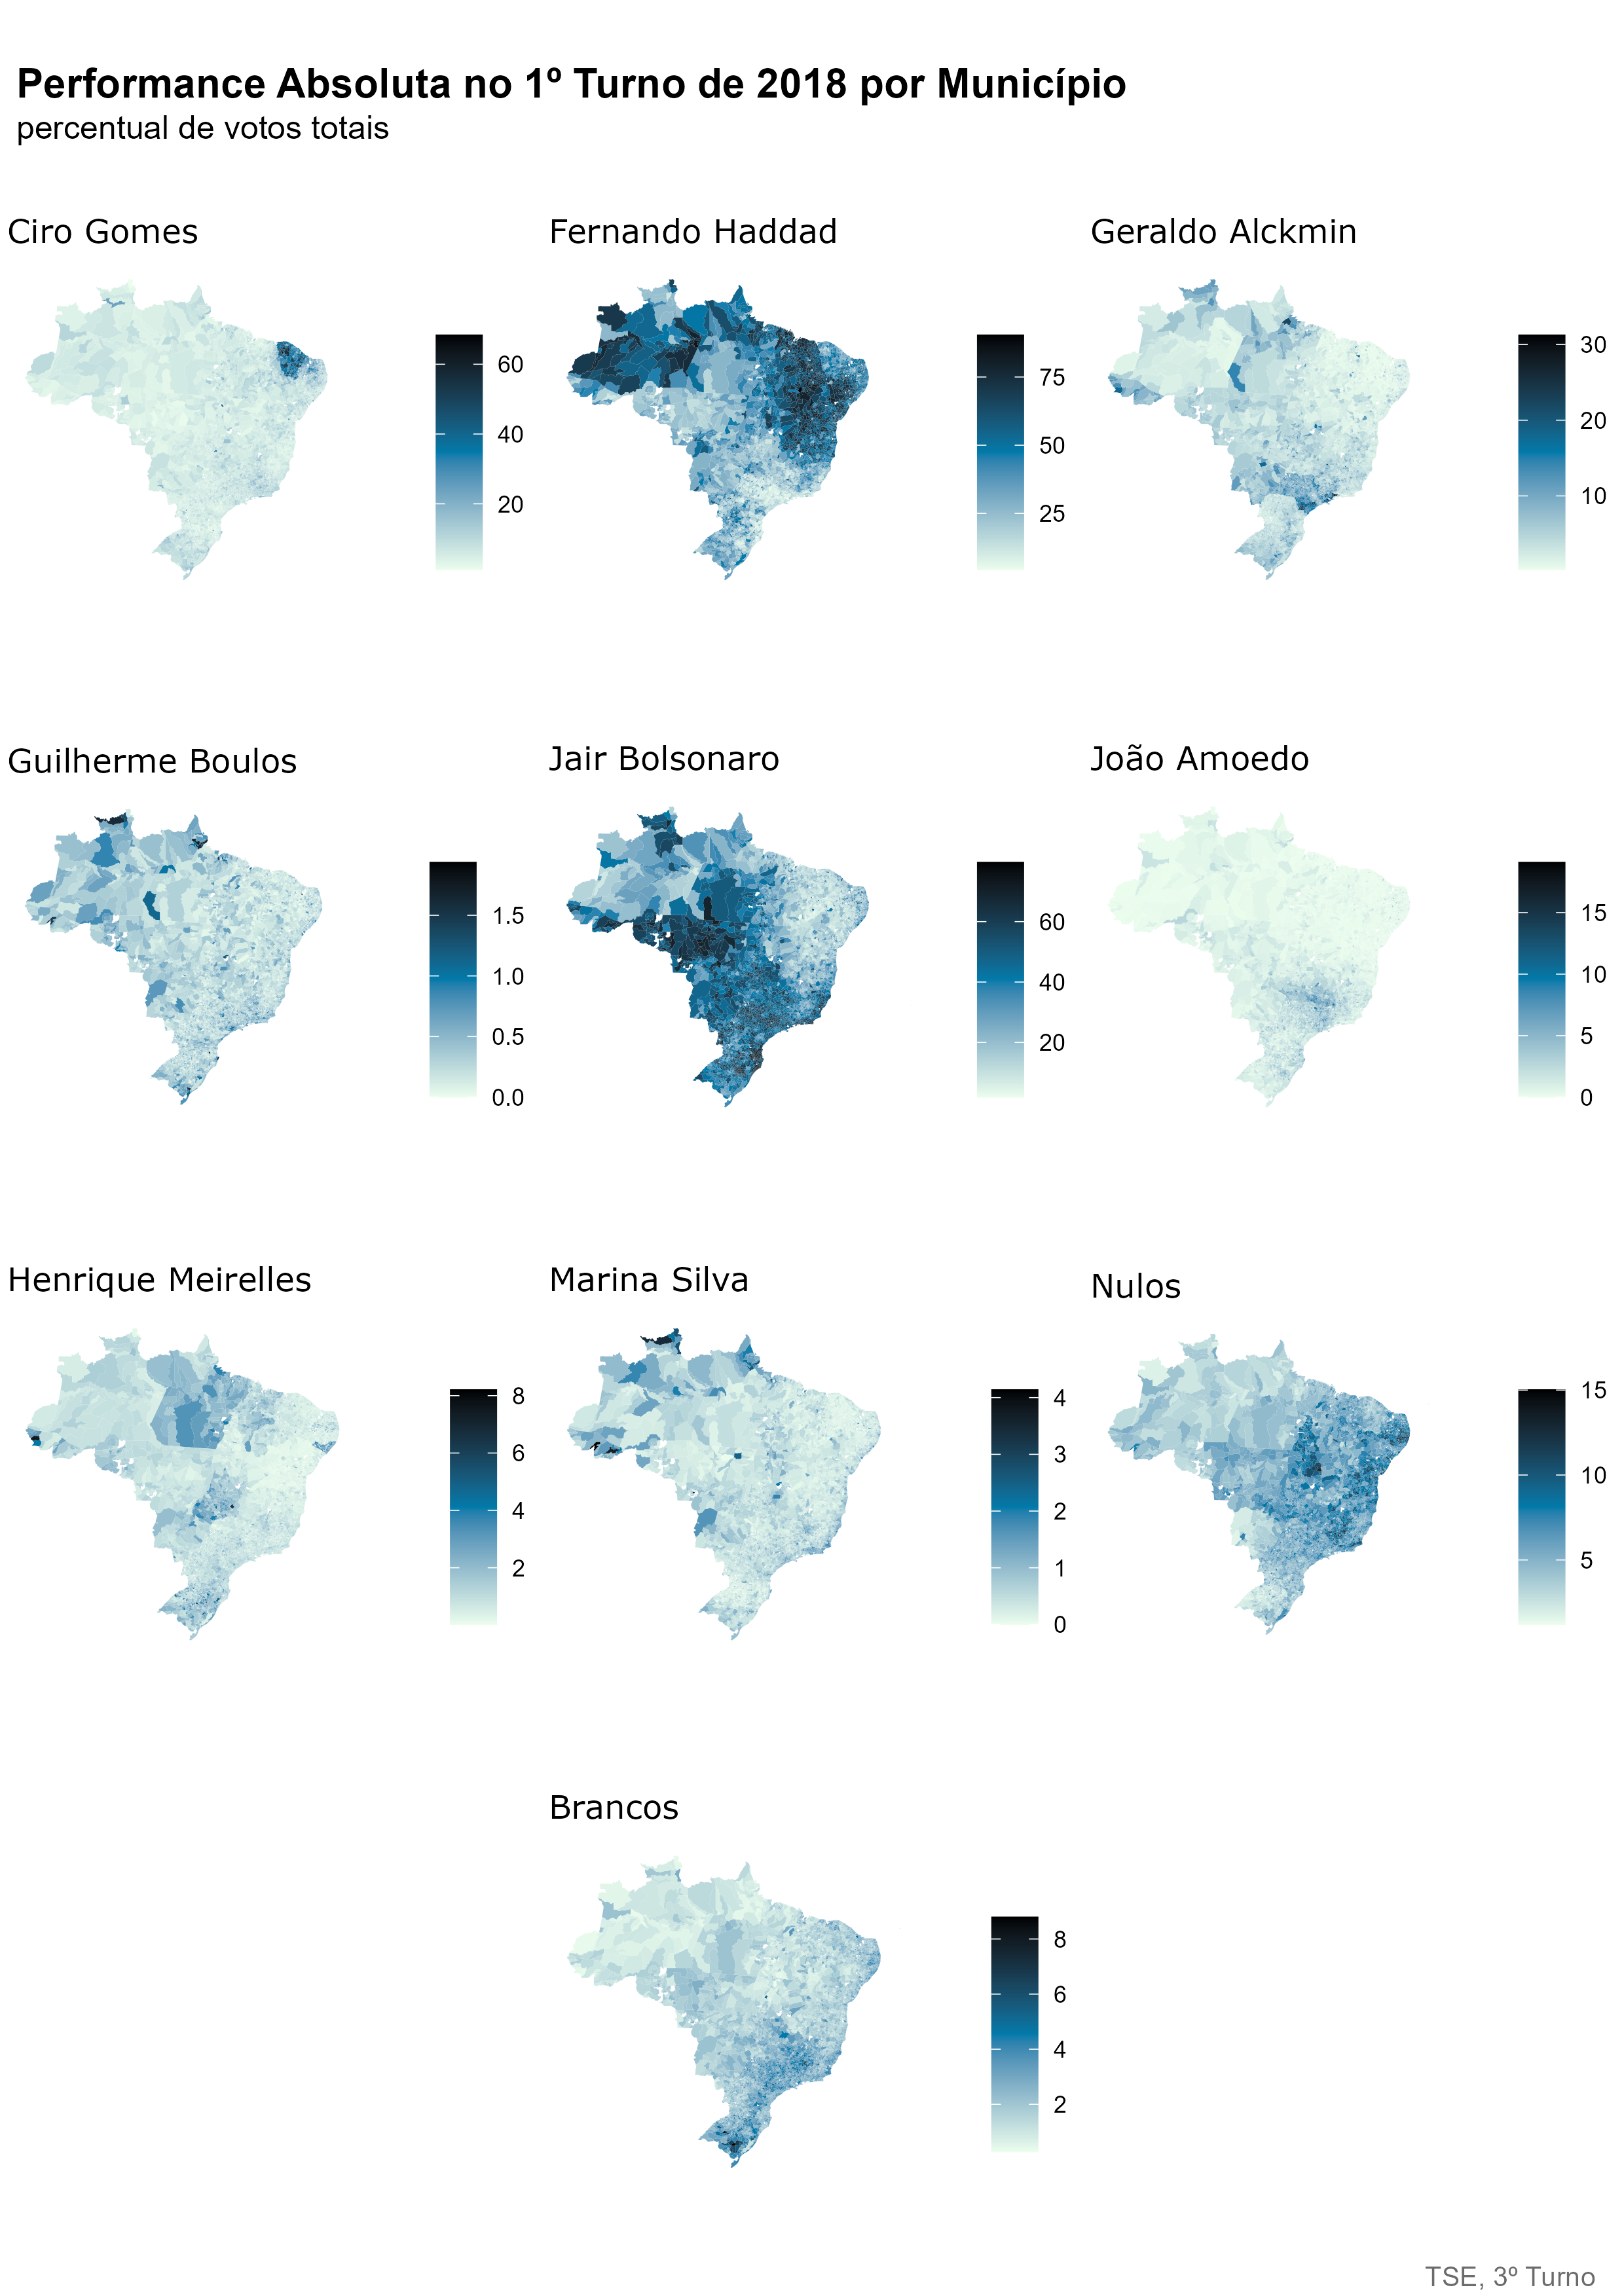 Performance Absoluta no 1º Turno de 2018 por Município
percentual de votos totais
Ciro Gomes
60
40
20
Fernando Haddad
75
50
25
Geraldo Alckmin
30
20
10
Guilherme Boulos
1.5
1.0
0.5
0.0
Jair Bolsonaro
60
40
20
João Amoedo
15
10
5
0
Henrique Meirelles
8
6
4
2
Marina Silva
4
3
2
1
0
Nulos
15
10
5
Brancos
8
6
4
2
TSE, 3º Turno